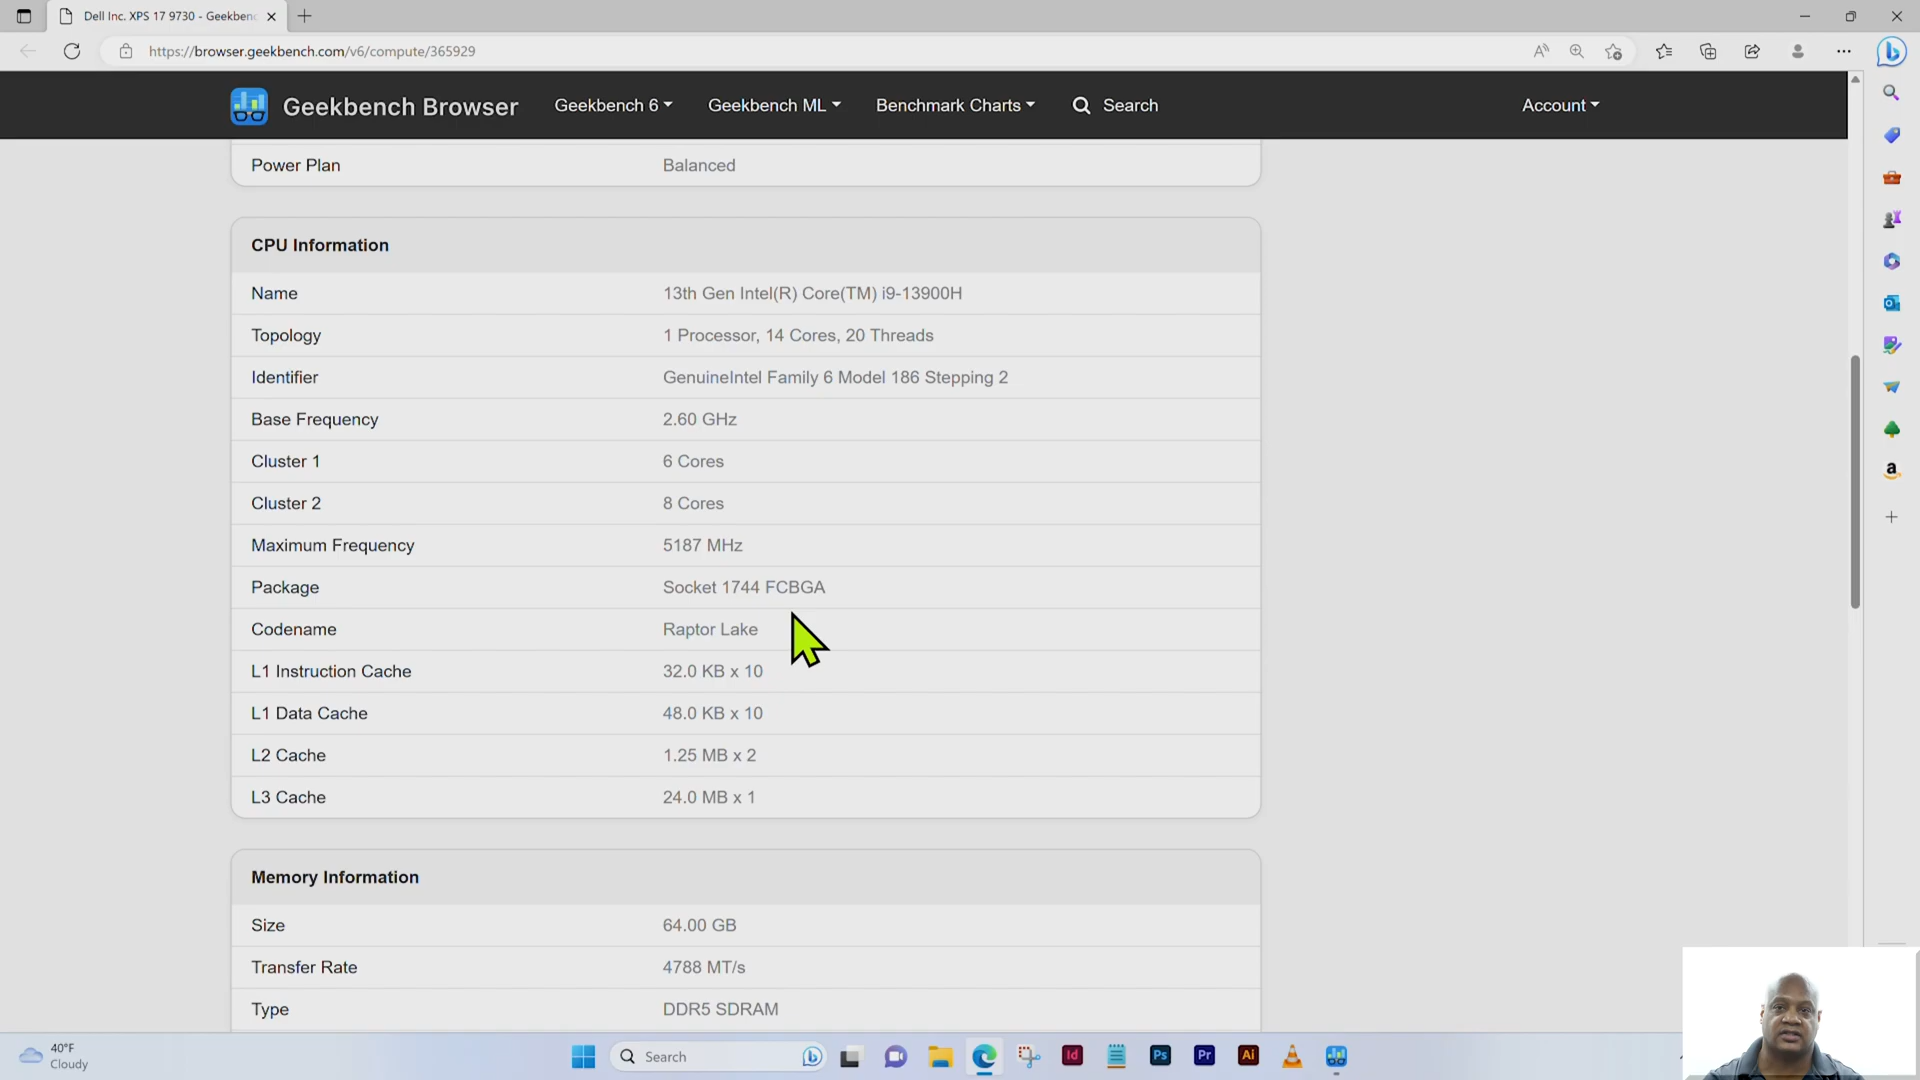 Dell Inc. XPS 17 9730 - Geekben
https://browser.geekbench.com/v6/compute/365929
Geekbench Browser Geekbench 6 Geekbench ML Benchmark Charts Search Account
Power Plan Balanced
CPU Information
Name 13th Gen Intel(R) Core(TM) i9-13900H
Topology 1 Processor, 14 Cores, 20 Threads
Identifier GenuineIntel Family 6 Model 186 Stepping 2
Base Frequency 2.60 GHz
Cluster 1 6 Cores
Cluster 2 8 Cores
Maximum Frequency 5187 MHz
Package Socket 1744 FCBGA
Codename Raptor Lake
L1 Instruction Cache 32.0 KB x 10
L1 Data Cache 48.0 KB x 10
L2 Cache 1.25 MB x 2
L3 Cache 24.0 MB x 1
Memory Information
Size 64.00 GB
Transfer Rate 4788 MT/s
Type DDR5 SDRAM
40°F
Cloudy
Search
Id
Ps
Pr
Ai